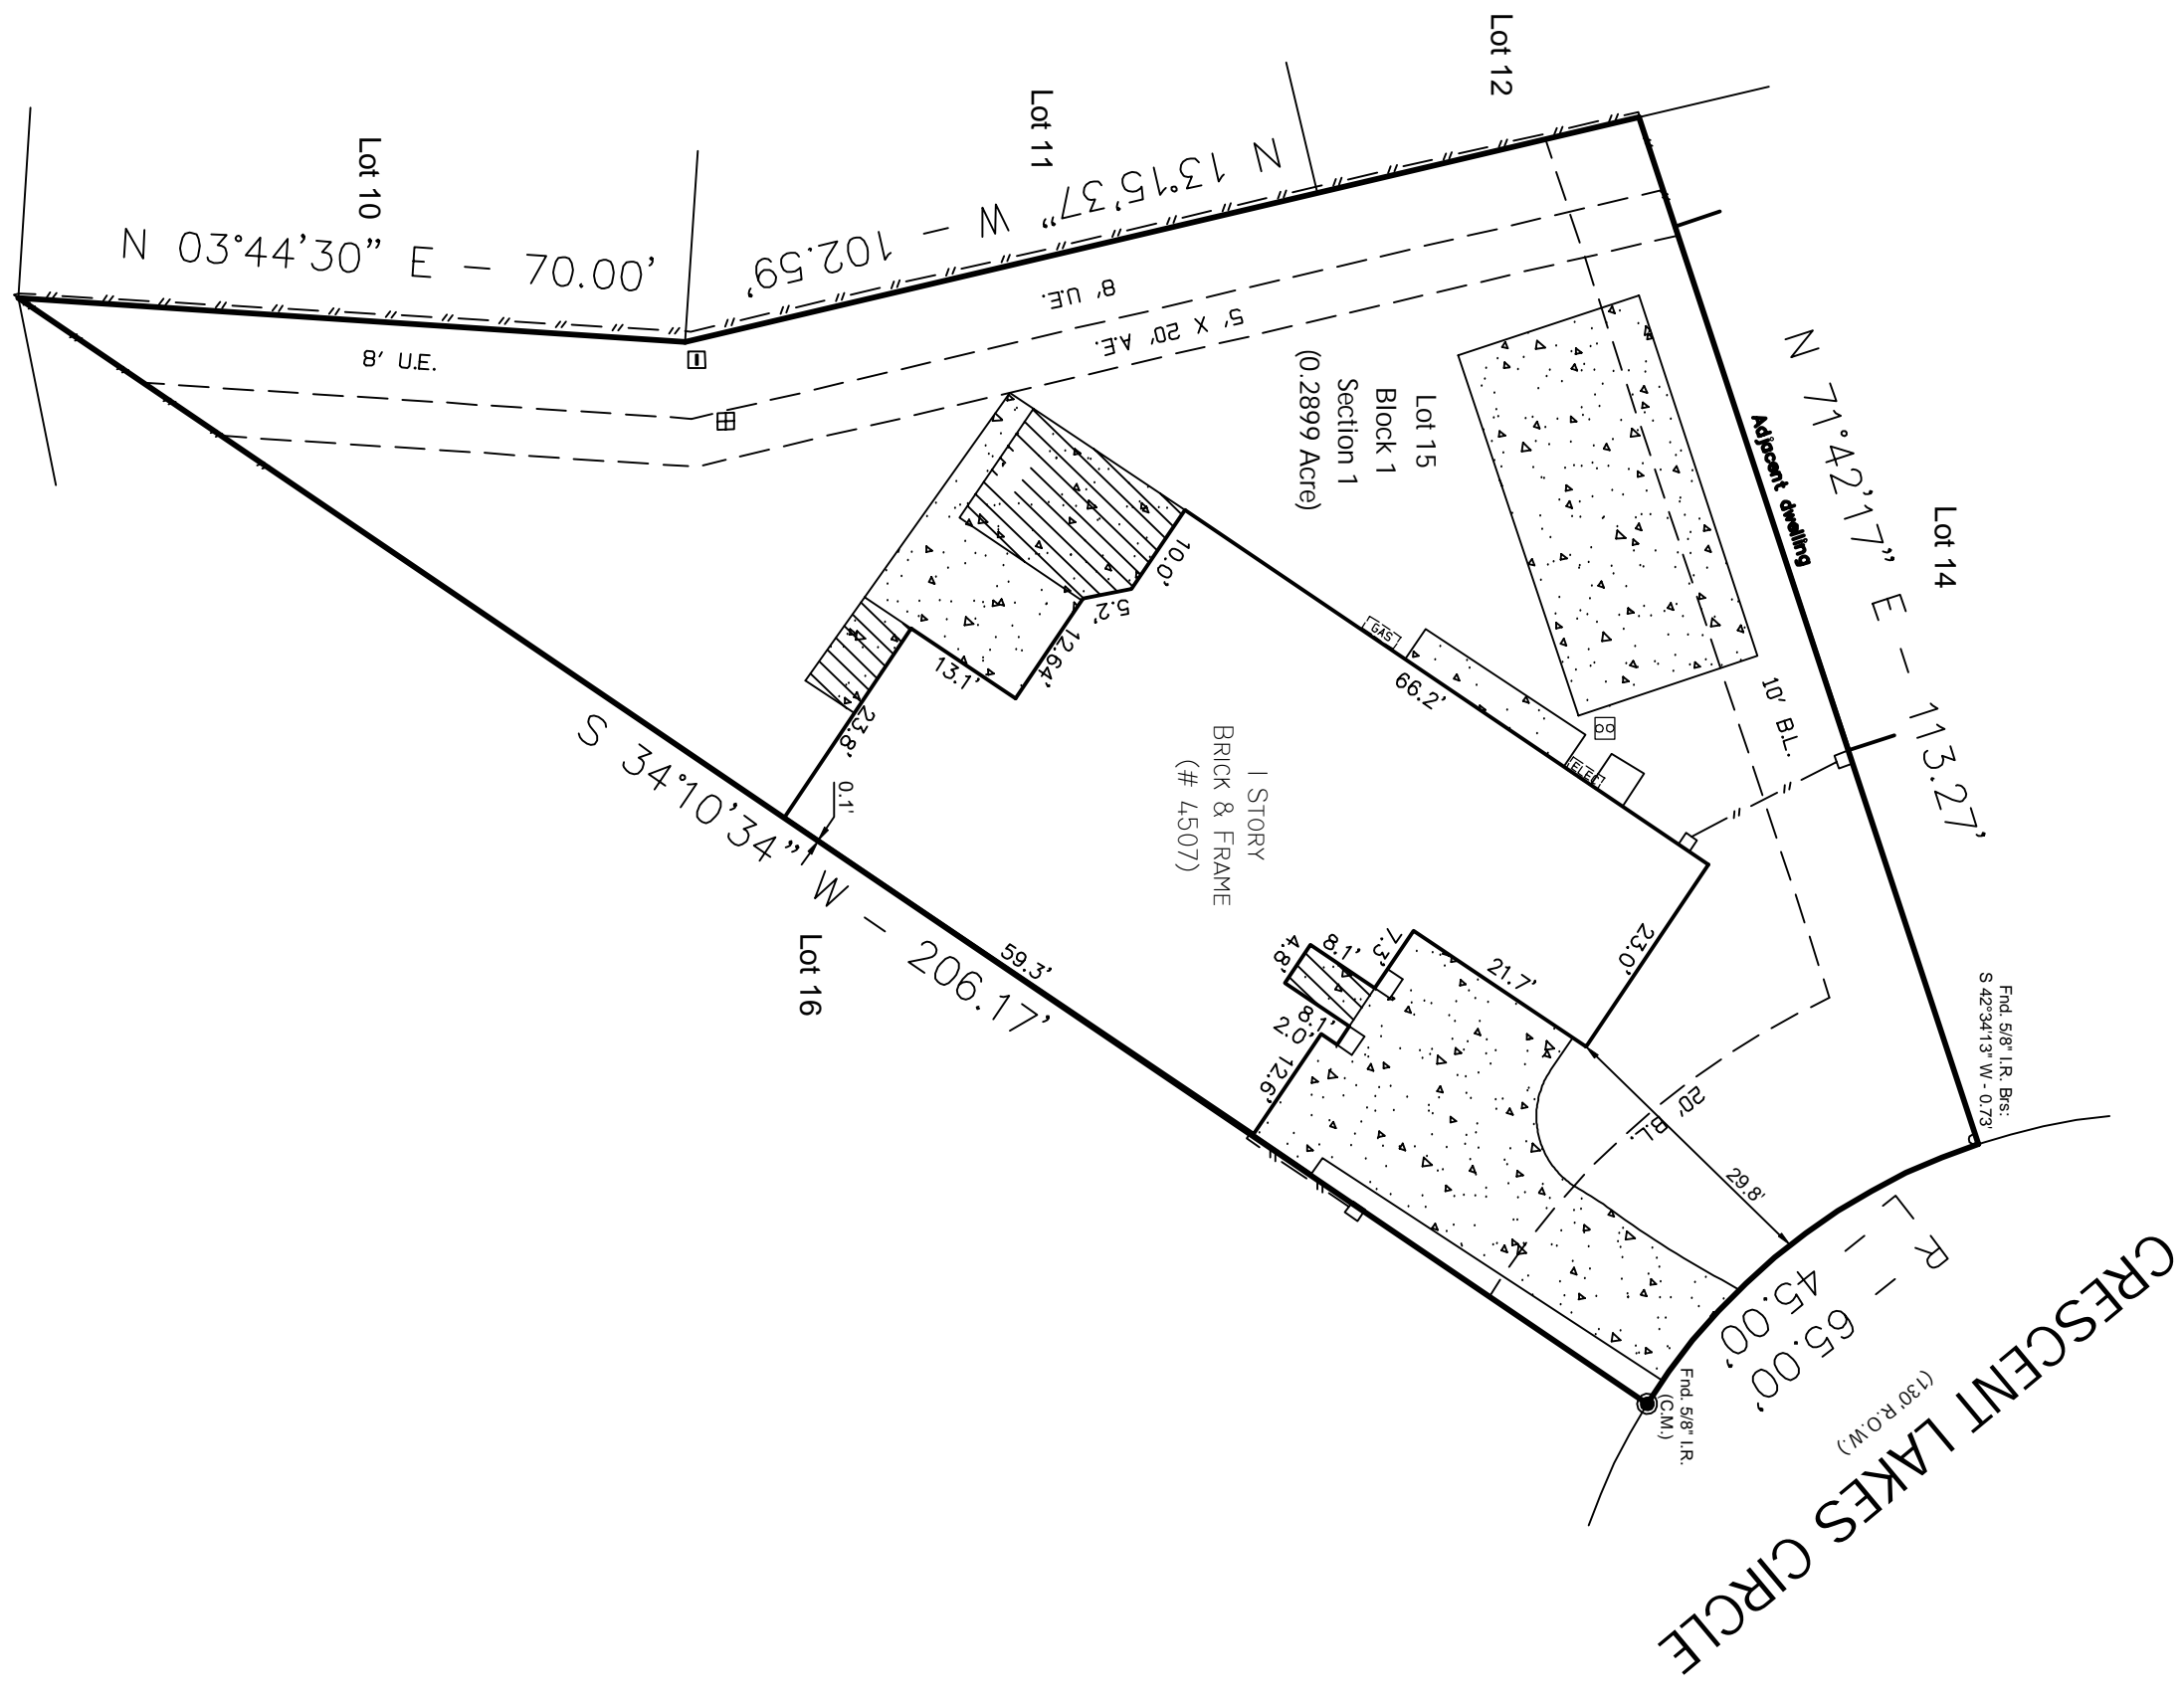 Lot 12
Lot 11
Lot 10
N 13°15'37" W - 102.59'
N 03°44'30" E - 70.00'
8' U.E.
8' U.E.
5' X 20' A.E.
Lot 15
Block 1
Section 1
(0.2899 Acre)
N 71°42'17" E - 113.27'
Adjacent dwelling
Lot 14
10' B.L.
10.0'
5.2'
12.64'
13.1'
23.8'
GAS
66.2'
ELEC
1 STORY
BRICK & FRAME
(# 4507)
0.1'
S 34°10'34" W - 206.17'
Lot 16
59.3'
23.0'
21.7'
7.3'
8.1'
4.8'
8.1'
2.0'
12.6'
20' B.L.
29.8'
Fnd. 5/8" I.R. Brs:
S 42°34'13" W - 0.73'
R - 65.00'
L - 45.00'
Fnd. 5/8" I.R.
(C.M.)
CRESCENT LAKES CIRCLE
(130' R.O.W.)